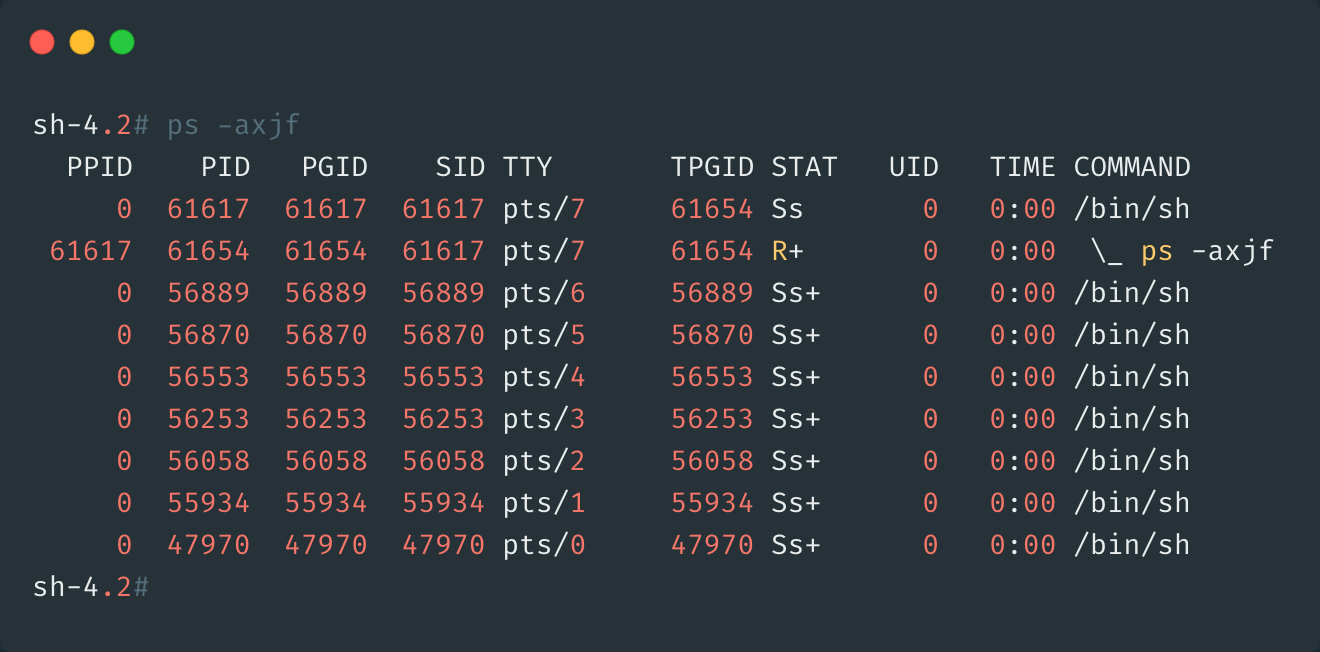 sh-4.2# ps -axjf
  PPID    PID   PGID    SID TTY       TPGID STAT   UID   TIME COMMAND
     0  61617  61617  61617 pts/7     61654 Ss       0   0:00 /bin/sh
 61617  61654  61654  61617 pts/7     61654 R+       0   0:00  \_ ps -axjf
     0  56889  56889  56889 pts/6     56889 Ss+      0   0:00 /bin/sh
     0  56870  56870  56870 pts/5     56870 Ss+      0   0:00 /bin/sh
     0  56553  56553  56553 pts/4     56553 Ss+      0   0:00 /bin/sh
     0  56253  56253  56253 pts/3     56253 Ss+      0   0:00 /bin/sh
     0  56058  56058  56058 pts/2     56058 Ss+      0   0:00 /bin/sh
     0  55934  55934  55934 pts/1     55934 Ss+      0   0:00 /bin/sh
     0  47970  47970  47970 pts/0     47970 Ss+      0   0:00 /bin/sh
sh-4.2#